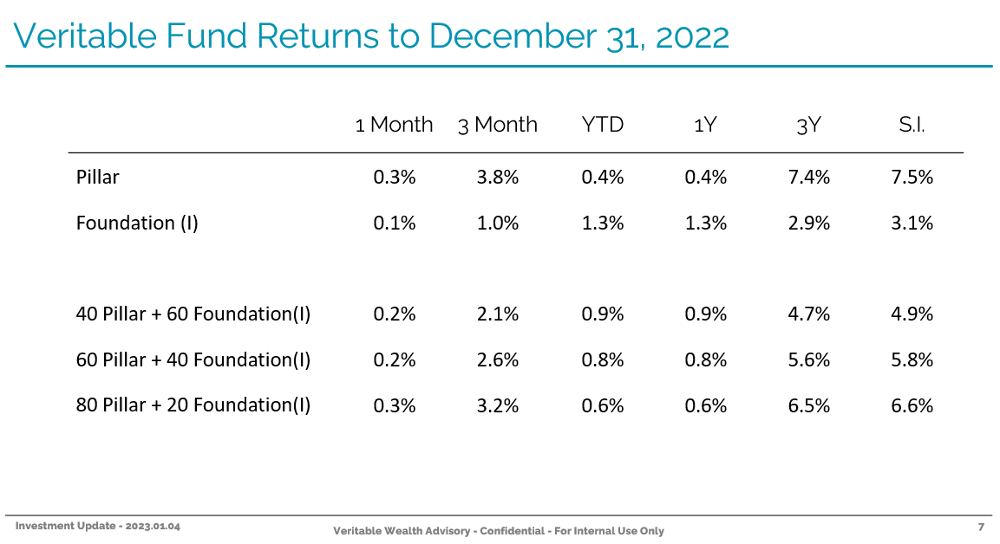 Veritable Fund Returns to December 31, 2022
1 Month 3 Month YTD 1Y 3Y S.I.
Pillar 0.3% 3.8% 0.4% 0.4% 7.4% 7.5%
Foundation (I) 0.1% 1.0% 1.3% 1.3% 2.9% 3.1%
40 Pillar + 60 Foundation(I) 0.2% 2.1% 0.9% 0.9% 4.7% 4.9%
60 Pillar + 40 Foundation(I) 0.2% 2.6% 0.8% 0.8% 5.6% 5.8%
80 Pillar + 20 Foundation(I) 0.3% 3.2% 0.6% 0.6% 6.5% 6.6%
Investment Update - 2023.01.04
Veritable Wealth Advisory - Confidential - For Internal Use Only
7